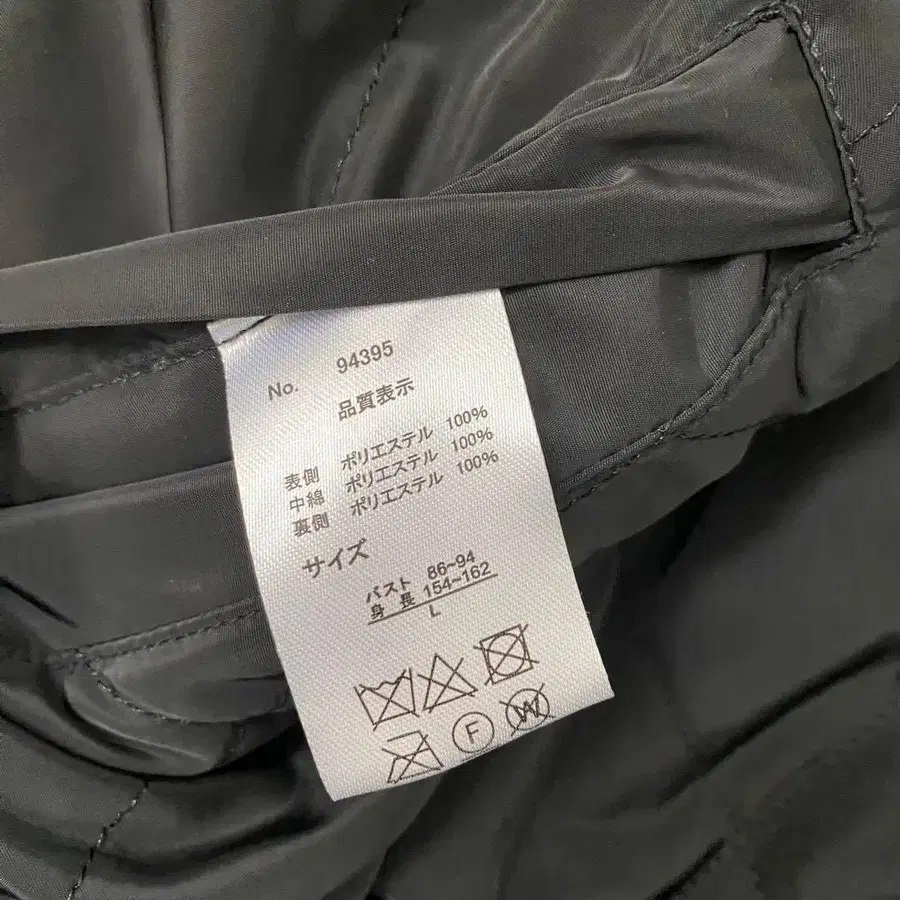 No. 94395
品質表示
表側 ポリエステル 100%
中綿 ポリエステル 100%
裏側 ポリエステル 100%
サイズ
バスト 86~94
身長 154~162
L
F
W